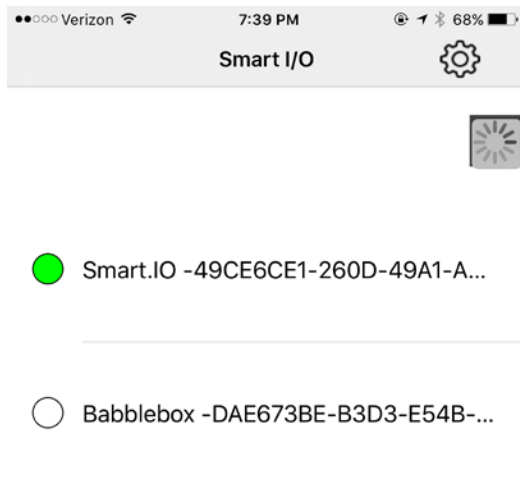 Verizon 7:39 PM 68%
Smart I/O
Smart.IO -49CE6CE1-260D-49A1-A...
Babblebox -DAE673BE-B3D3-E54B-...